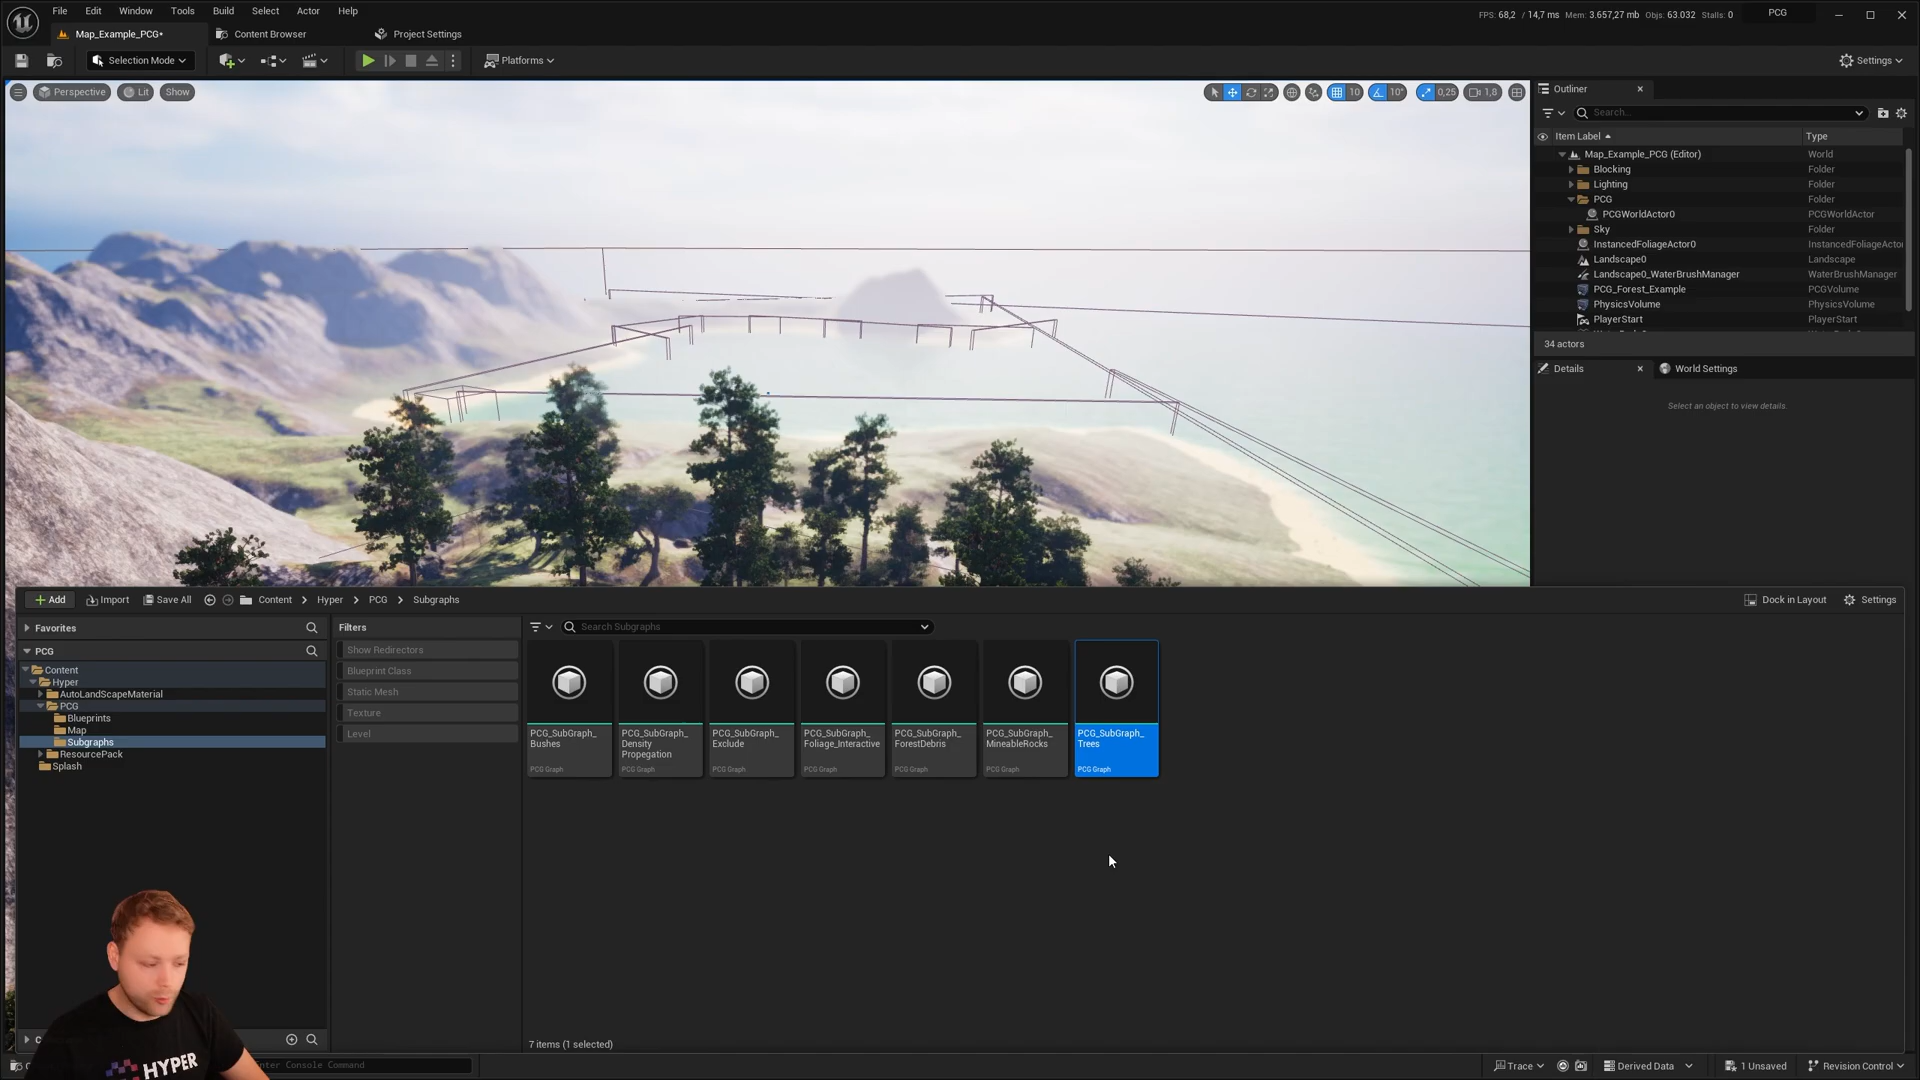 File Edit Window Tools Build Select Actor Help
FPS: 68,2 / 14,7 ms Mem: 3.657,27 mb Objs: 63.032 Stalls: 0
PCG
Map_Example_PCG•
Content Browser
Project Settings
Selection Mode
Platforms
Settings
Perspective
Lit
Show
10
10°
0,25
1,8
Outliner
Search...
Item Label
Type
Map_Example_PCG (Editor) World
Blocking Folder
Lighting Folder
PCG Folder
PCGWorldActor0 PCGWorldActor
Sky Folder
InstancedFoliageActor0 InstancedFoliageActo
Landscape0 Landscape
Landscape0_WaterBrushManager WaterBrushManager
PCG_Forest_Example PCGVolume
PhysicsVolume PhysicsVolume
PlayerStart PlayerStart
34 actors
Details
World Settings
Select an object to view details.
Add
Import
Save All
Content
Hyper
PCG
Subgraphs
Dock in Layout
Settings
Favorites
PCG
Content
Hyper
AutoLandScapeMaterial
PCG
Blueprints
Map
Subgraphs
ResourcePack
Splash
Filters
Show Redirectors
Blueprint Class
Static Mesh
Texture
Level
Search Subgraphs
PCG_SubGraph_
Bushes
PCG Graph
PCG_SubGraph_
Density
Propegation
PCG Graph
PCG_SubGraph_
Exclude
PCG Graph
PCG_SubGraph_
Foliage_Interactive
PCG Graph
PCG_SubGraph_
ForestDebris
PCG Graph
PCG_SubGraph_
MineableRocks
PCG Graph
PCG_SubGraph_
Trees
PCG Graph
HYPER
7 items (1 selected)
nter Console Command
Trace
Derived Data
1 Unsaved
Revision Control